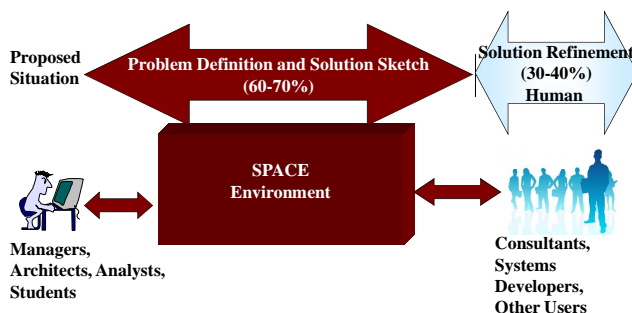 Proposed
Situation
Problem Definition and Solution Sketch
(60-70%)
Solution Refinement
(30-40%)
Human
SPACE
Environment
Managers,
Architects, Analysts,
Students
Consultants,
Systems
Developers,
Other Users